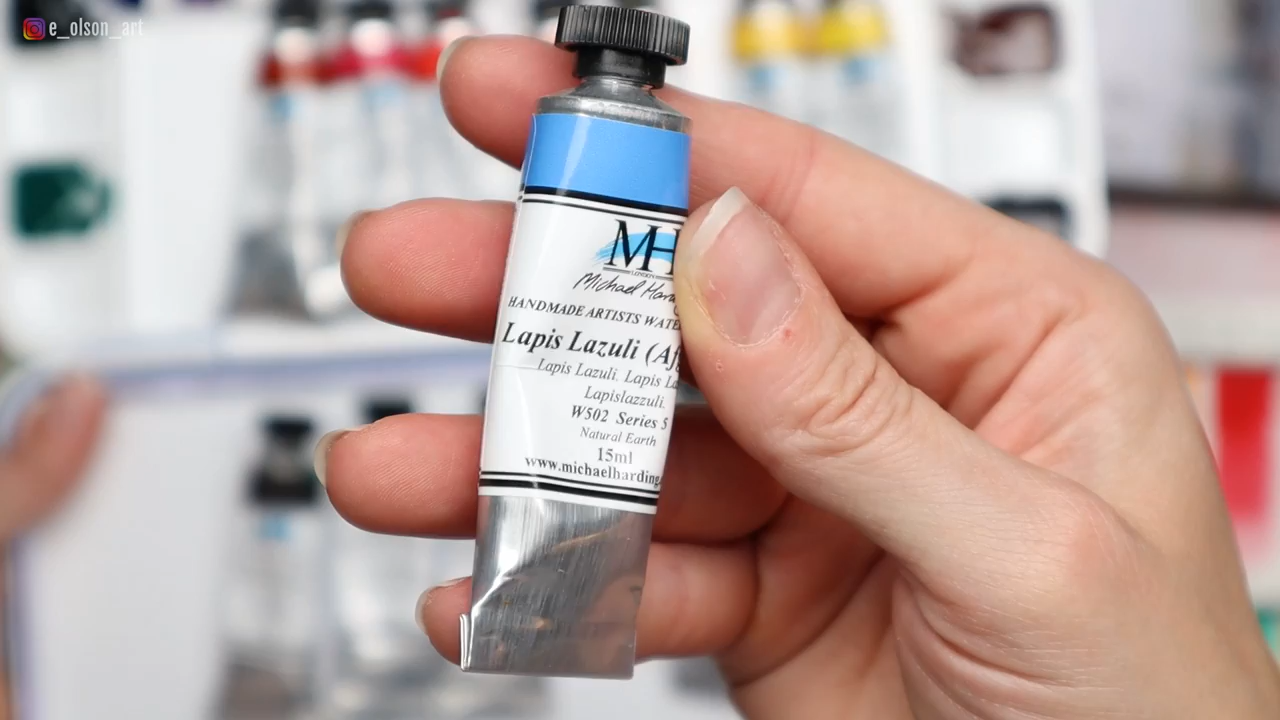 e_olson_art
MH
LONDON
Michael Hard
HANDMADE ARTISTS WATE
Lapis Lazuli (Af
Lapis Lazuli. Lapis La
Lapislazzuli.
W502 Series 5
Natural Earth
15ml
www.michaelharding.